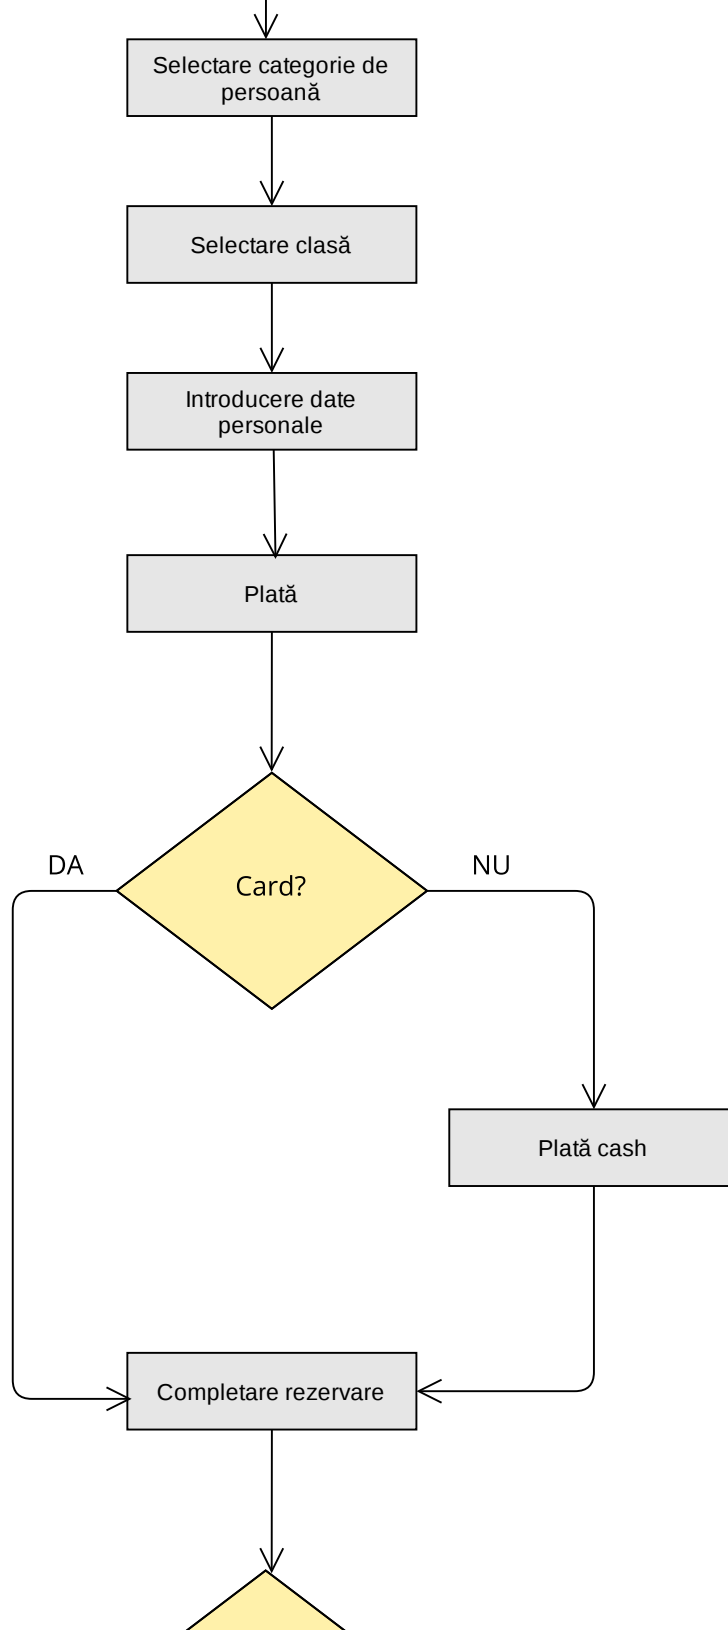 Selectare categorie de
persoană
Selectare clasă
Introducere date
personale
Plată
DA
Card?
NU
Plată cash
Completare rezervare